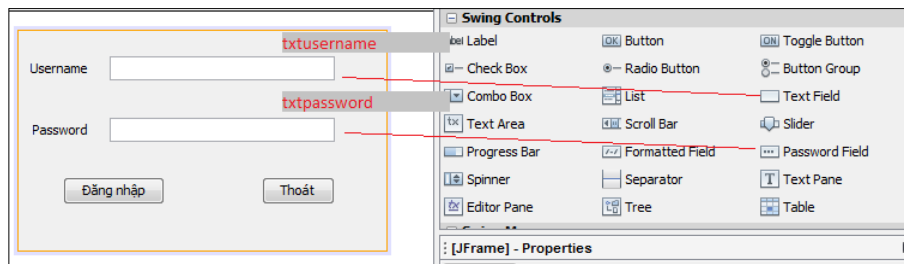 txtusername
Username
txtpassword
Password
Đăng nhập
Thoát
Swing Controls
Label
Button
Toggle Button
Check Box
Radio Button
Button Group
Combo Box
List
Text Field
Text Area
Scroll Bar
Slider
Progress Bar
Formatted Field
Password Field
Spinner
Separator
Text Pane
Editor Pane
Tree
Table
[JFrame] - Properties